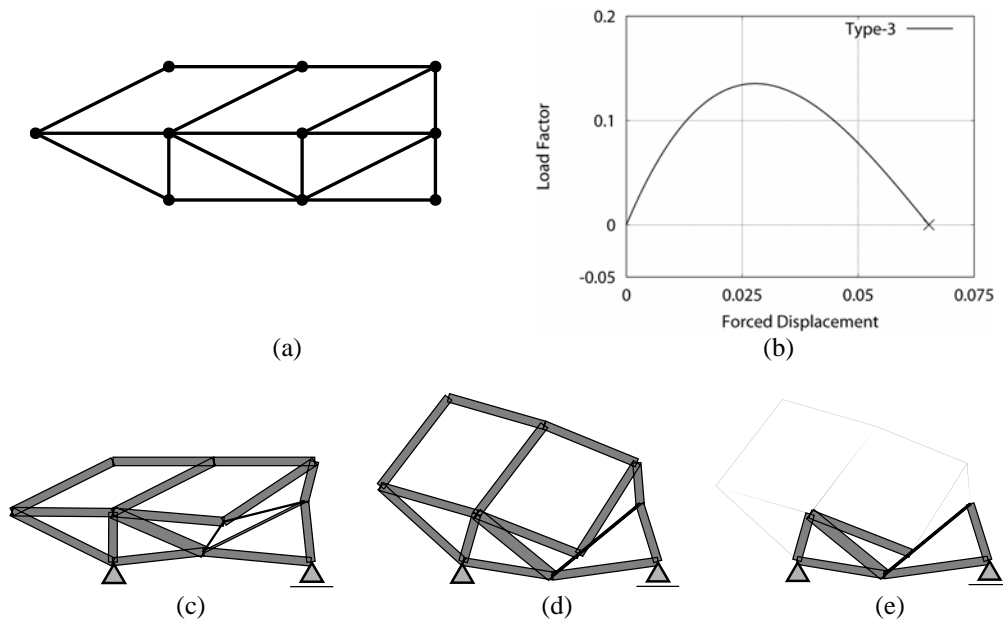 0.2
Type-3
0.1
Load Factor
0
-0.05
0
0.025
0.05
0.075
Forced Displacement
(a)
(b)
(c)
(d)
(e)